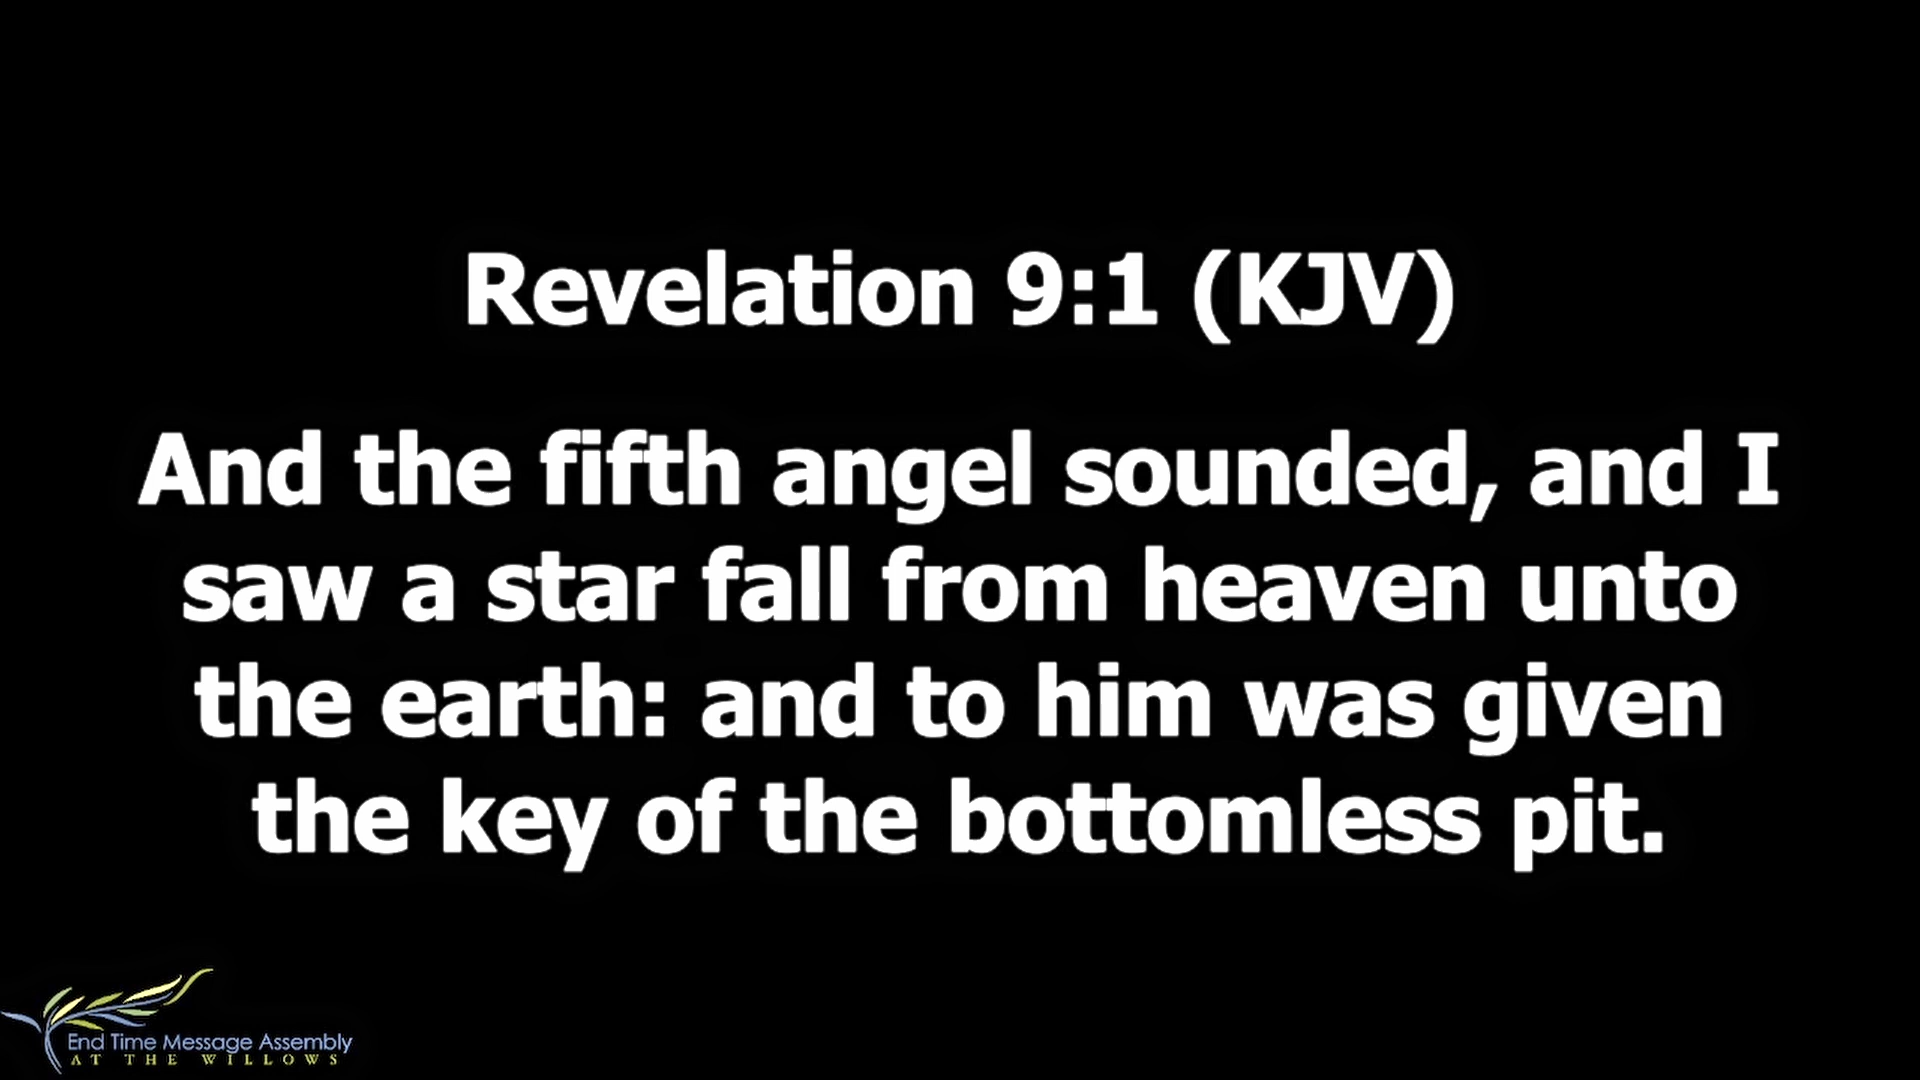 Revelation 9:1 (KJV)
And the fifth angel sounded, and I
saw a star fall from heaven unto
the earth: and to him was given
the key of the bottomless pit.
End Time Message Assembly
AT THE WILLOWS